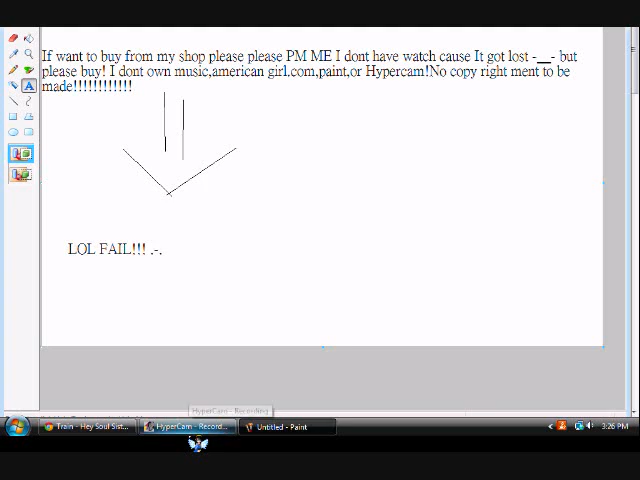 If want to buy from my shop please please PM ME I dont have watch cause It got lost -__- but
please buy! I dont own music,american girl.com,paint,or Hypercam!No copy right ment to be
made!!!!!!!!!!!!
LOL FAIL!!! .-.
HyperCam - Recording
Train - Hey Soul Sist...
HyperCam - Record...
Untitled - Paint
3:26 PM